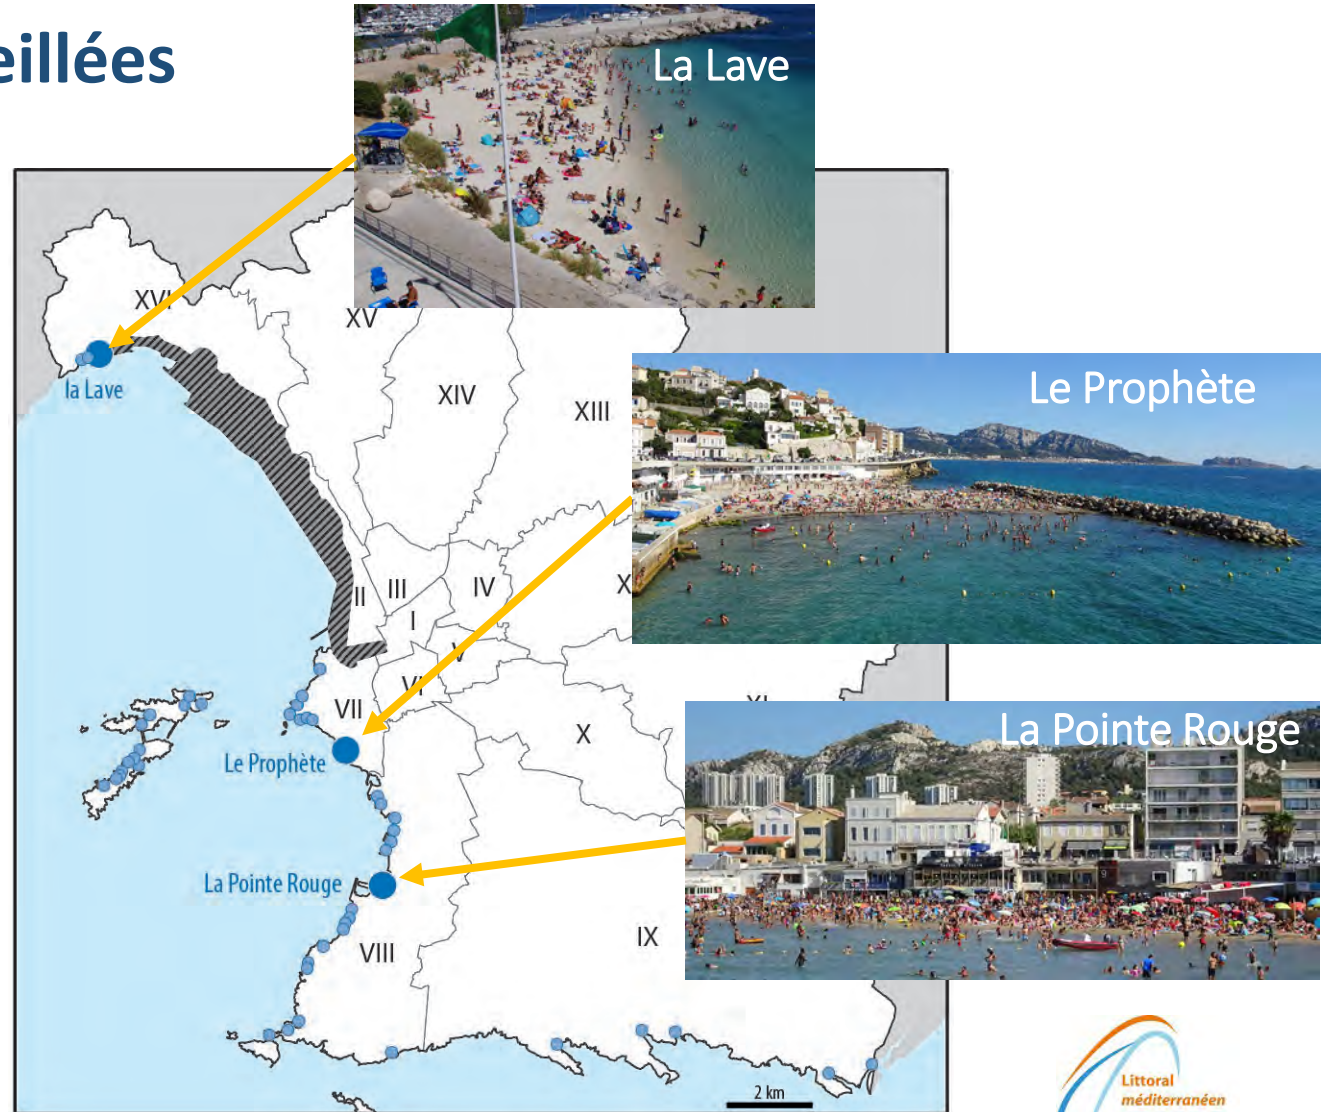 eillées
La Lave
XVI
XV
la Lave
XIV
XIII
Le Prophète
II
III
IV
X
I
V
VI
VII
X
Le Prophète
La Pointe Rouge
La Pointe Rouge
VIII
IX
2 km
Littoral
méditerranéen